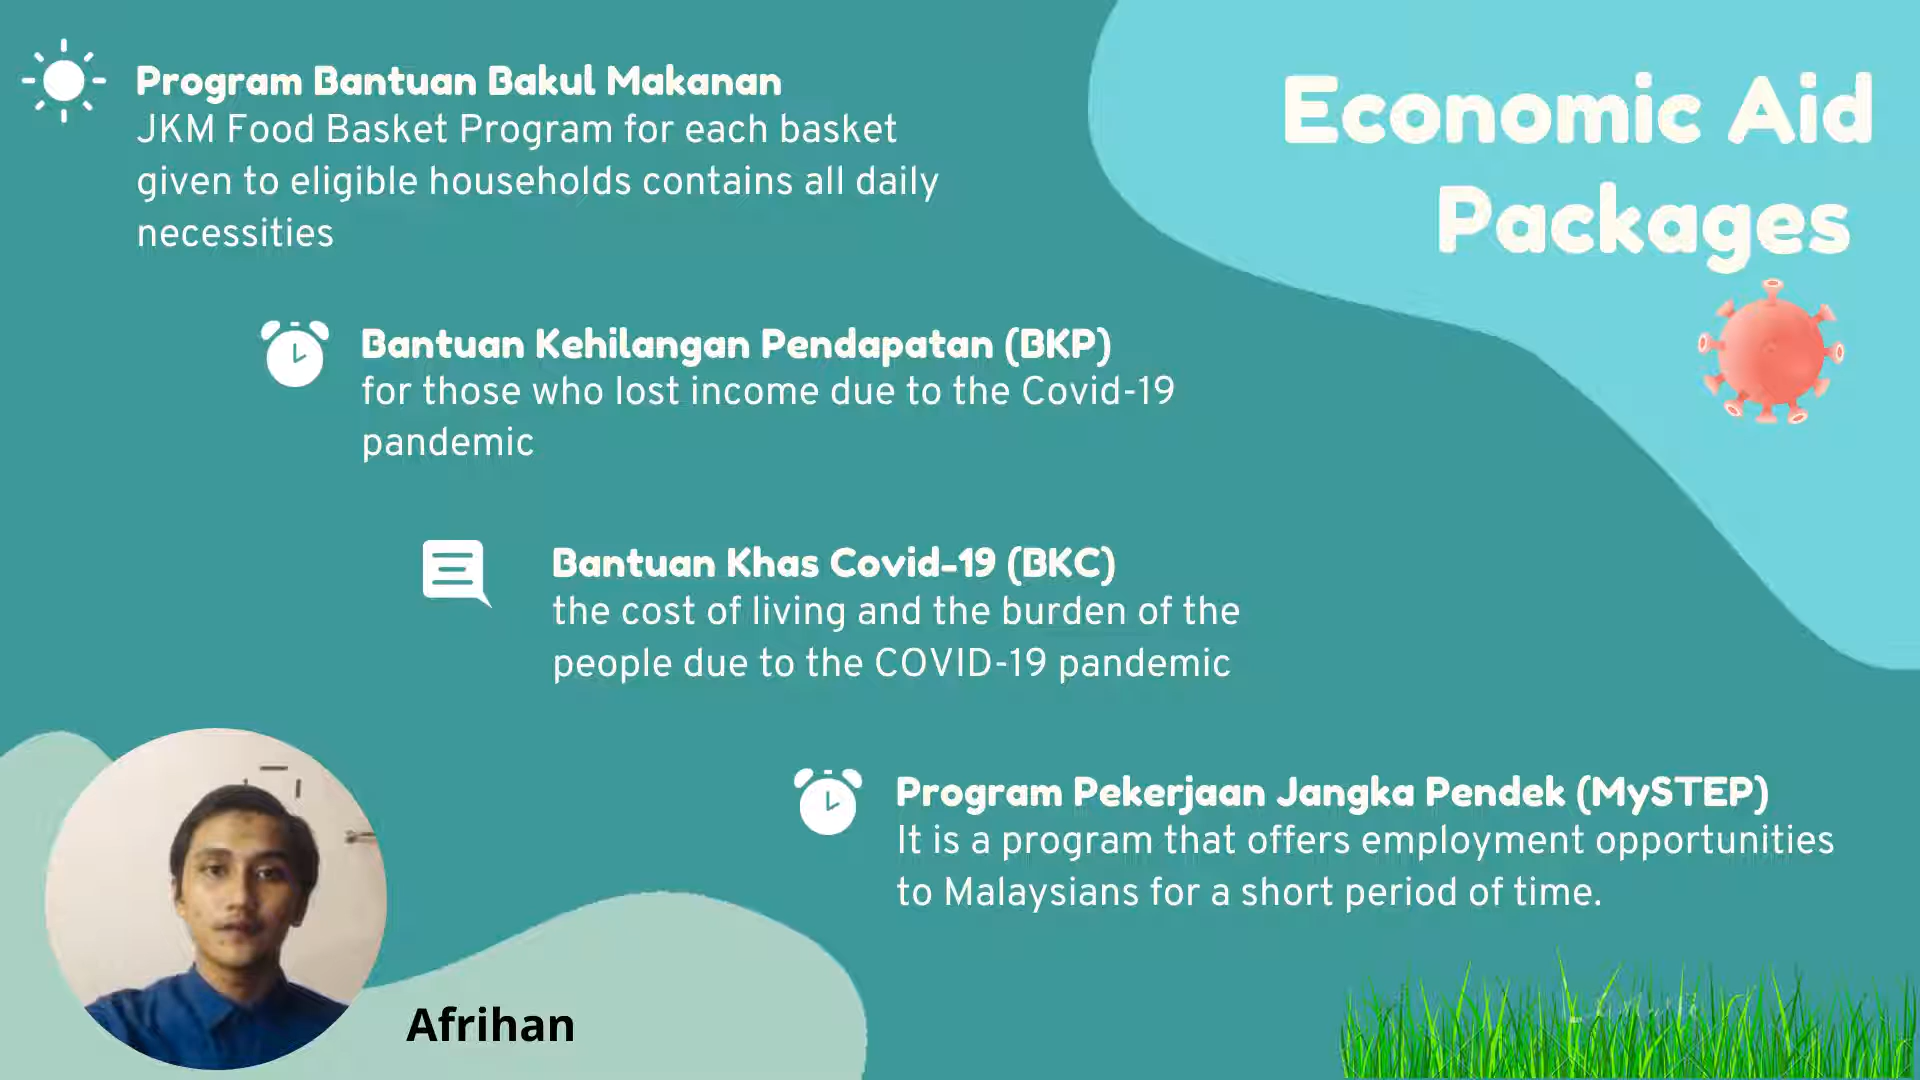 Economic Aid
Packages
Program Bantuan Bakul Makanan
JKM Food Basket Program for each basket
given to eligible households contains all daily
necessities
Bantuan Kehilangan Pendapatan (BKP)
for those who lost income due to the Covid-19
pandemic
Bantuan Khas Covid-19 (BKC)
the cost of living and the burden of the
people due to the COVID-19 pandemic
Program Pekerjaan Jangka Pendek (MySTEP)
It is a program that offers employment opportunities
to Malaysians for a short period of time.
Afrihan